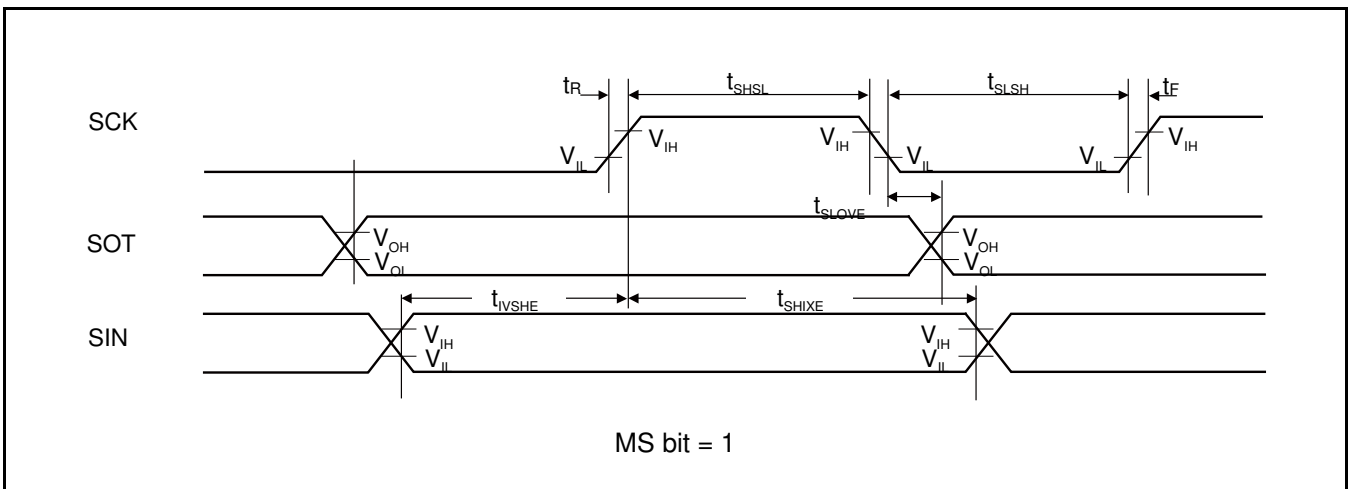 tR tSHSL tSLSH tF
SCK
VIH VIH VIH
VIL VIL VIL
tSLOVE
SOT
VOH VOH
VOL VOL
tIVSHE tSHIXE
SIN
VIH VIH
VIL VIL
MS bit = 1